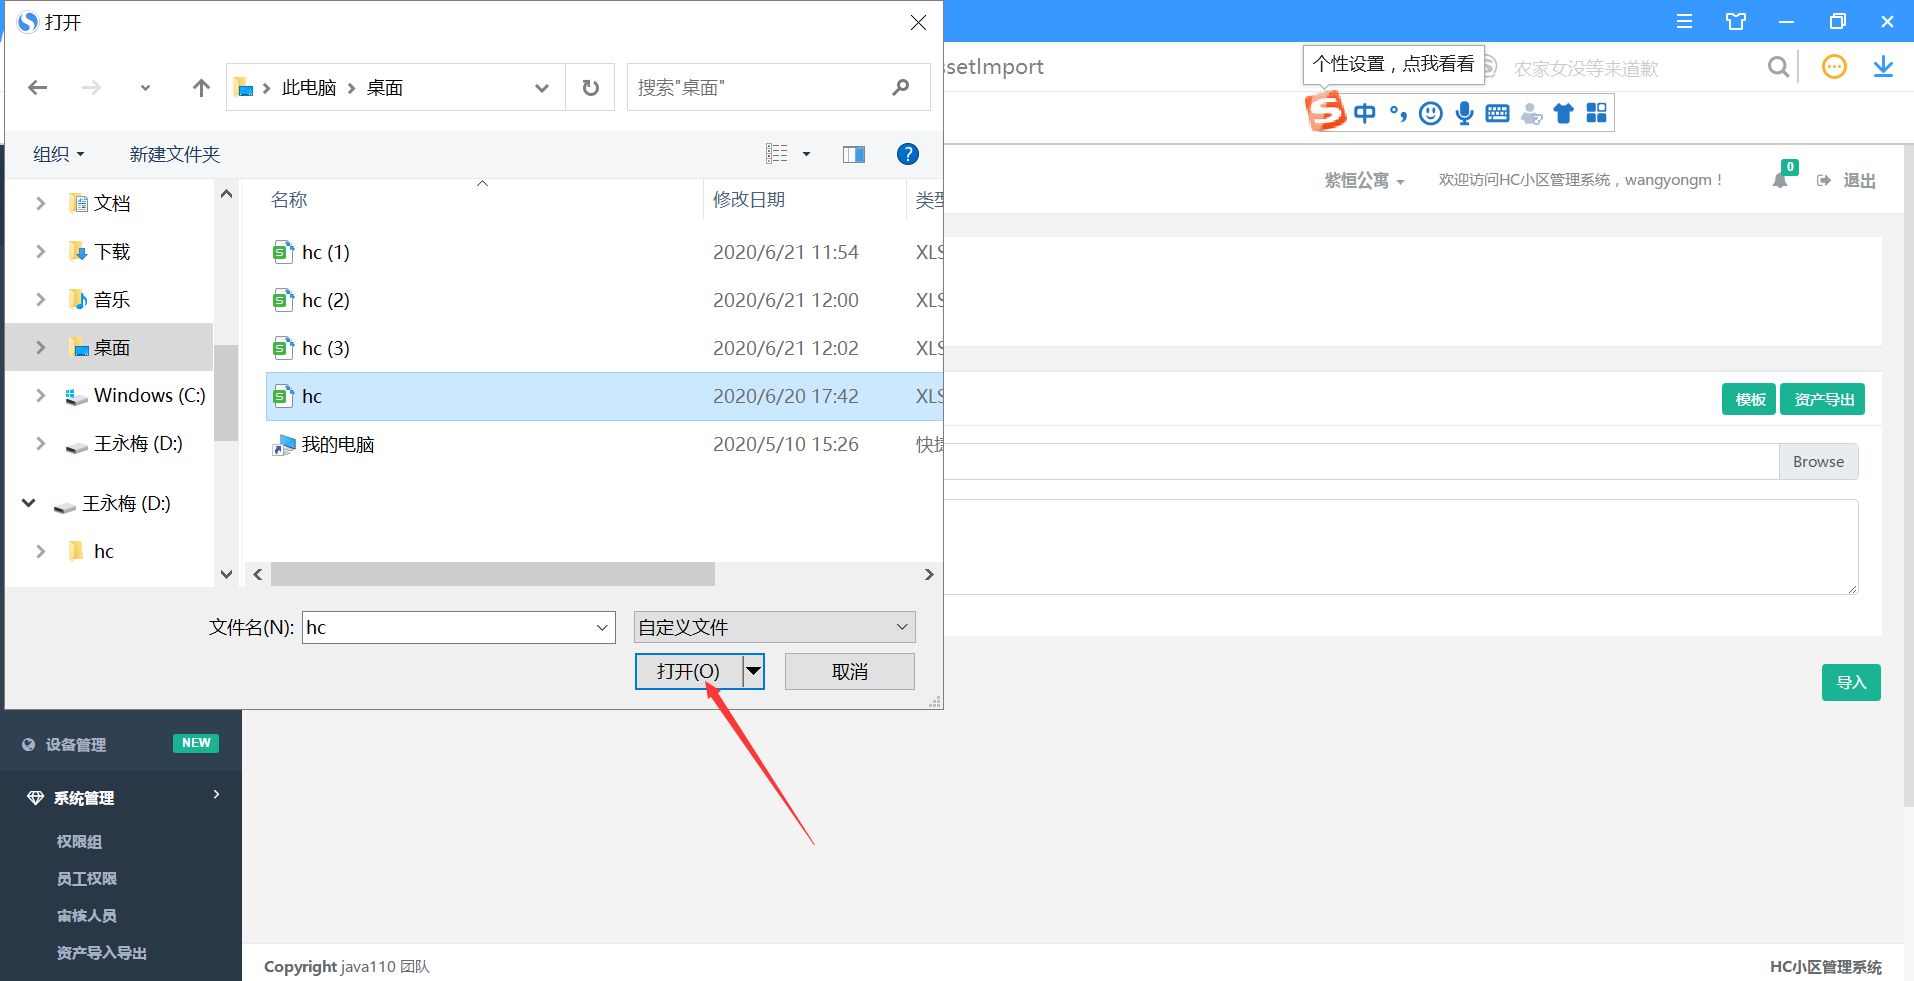 打开
此电脑
桌面
搜索"桌面"
setImport
个性设置，点我看看
农家女没等来道歉
中
组织
新建文件夹
紫恒公寓
欢迎访问HC小区管理系统，wangyongm！
0
退出
名称
修改日期
类型
文档
下载
音乐
桌面
Windows (C:)
王永梅 (D:)
王永梅 (D:)
hc
hc (1)
2020/6/21 11:54
XLS
hc (2)
2020/6/21 12:00
XLS
hc (3)
2020/6/21 12:02
XLS
hc
2020/6/20 17:42
XLS
我的电脑
2020/5/10 15:26
快捷
模板
资产导出
Browse
文件名(N):
hc
自定义文件
打开(O)
取消
导入
设备管理
NEW
系统管理
权限组
员工权限
审核人员
资产导入导出
Copyright java110 团队
HC小区管理系统